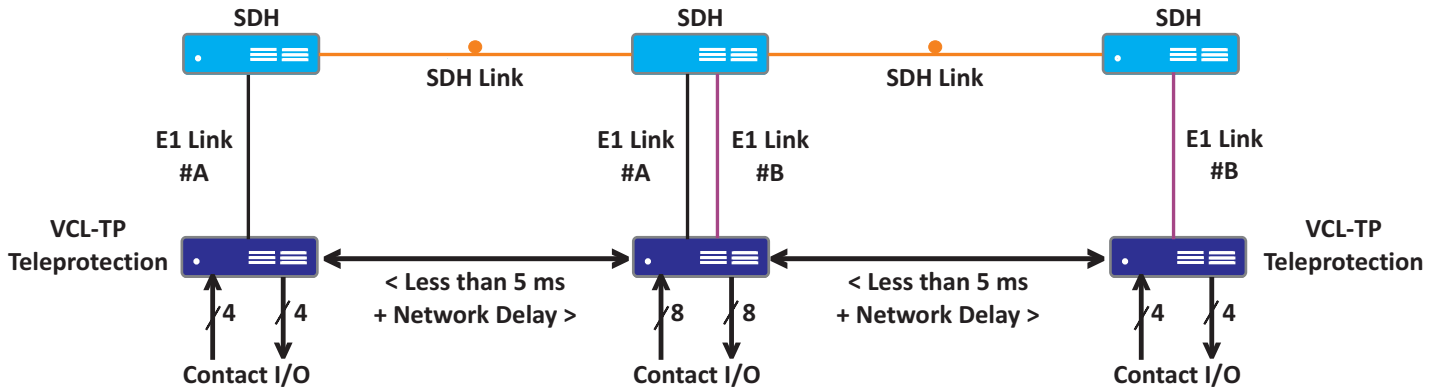 SDH
SDH
SDH
SDH Link
SDH Link
E1 Link
#A
E1 Link
#A
E1 Link
#B
E1 Link
#B
VCL-TP
Teleprotection
VCL-TP
Teleprotection
< Less than 5 ms
+ Network Delay >
< Less than 5 ms
+ Network Delay >
4
4
8
8
4
4
Contact I/O
Contact I/O
Contact I/O